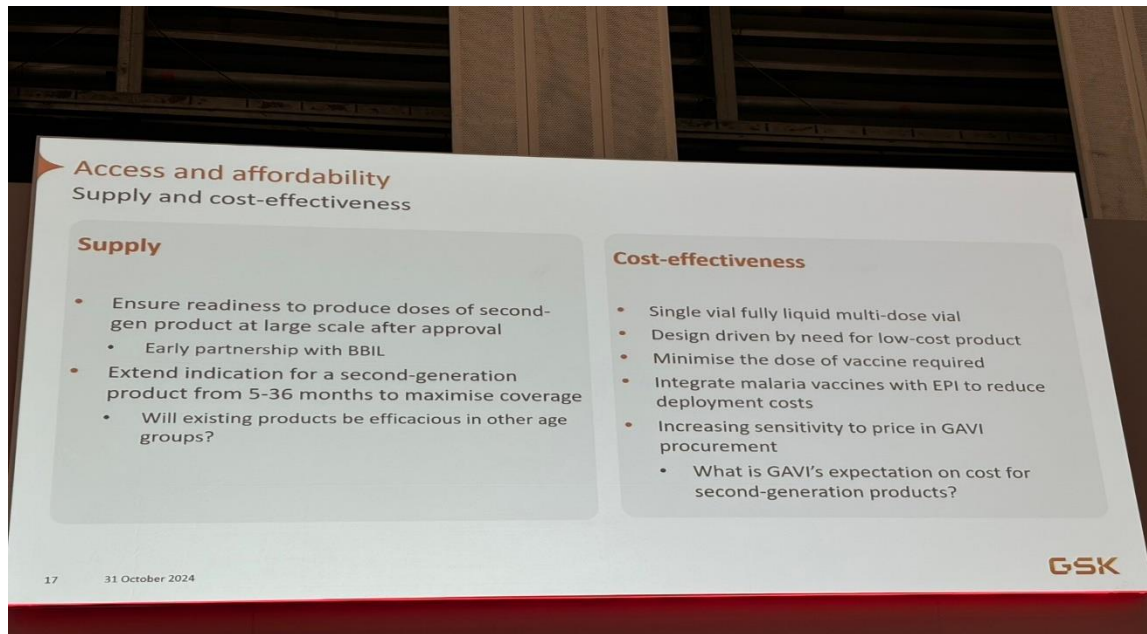 Access and affordability
Supply and cost-effectiveness
Supply
• Ensure readiness to produce doses of second-
gen product at large scale after approval
• Early partnership with BBIL
• Extend indication for a second-generation
product from 5-36 months to maximise coverage
• Will existing products be efficacious in other age
groups?
Cost-effectiveness
• Single vial fully liquid multi-dose vial
• Design driven by need for low-cost product
• Minimise the dose of vaccine required
• Integrate malaria vaccines with EPI to reduce
deployment costs
• Increasing sensitivity to price in GAVI
procurement
• What is GAVI's expectation on cost for
second-generation products?
17 31 October 2024
GSK